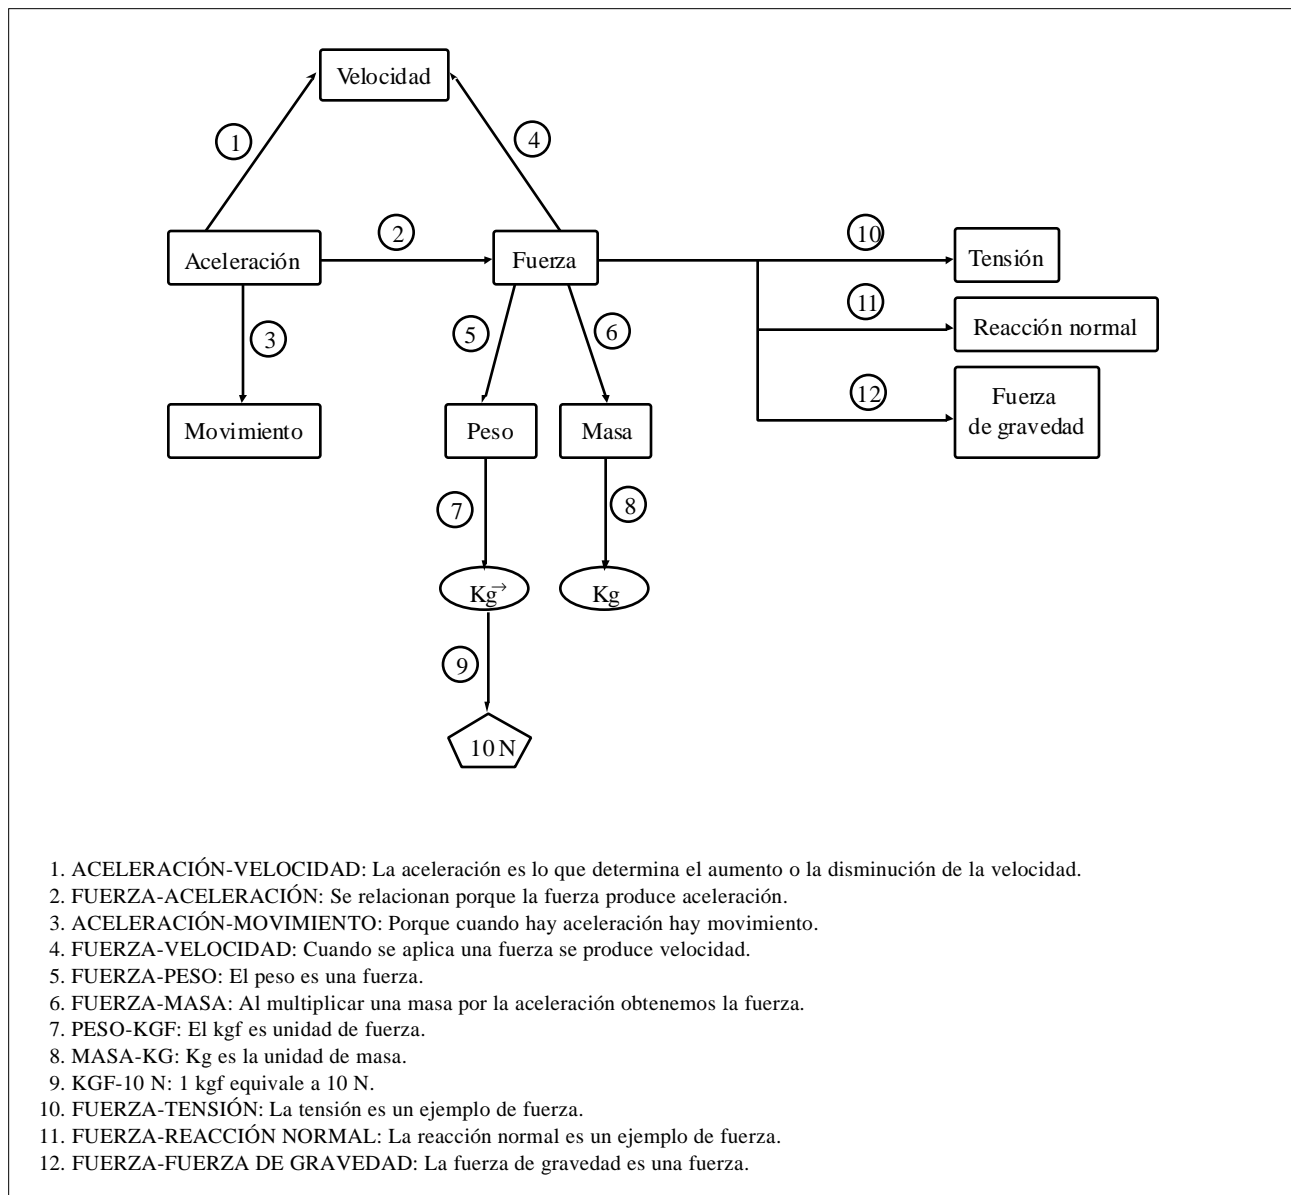 Velocidad
1
4
2
10
Aceleración
Fuerza
Tensión
11
Reacción normal
3
5
6
12
Fuerza
de gravedad
Movimiento
Peso
Masa
7
8
Kg→
Kg
9
10 N
1. ACELERACIÓN-VELOCIDAD: La aceleración es lo que determina el aumento o la disminución de la velocidad.
2. FUERZA-ACELERACIÓN: Se relacionan porque la fuerza produce aceleración.
3. ACELERACIÓN-MOVIMIENTO: Porque cuando hay aceleración hay movimiento.
4. FUERZA-VELOCIDAD: Cuando se aplica una fuerza se produce velocidad.
5. FUERZA-PESO: El peso es una fuerza.
6. FUERZA-MASA: Al multiplicar una masa por la aceleración obtenemos la fuerza.
7. PESO-KGF: El kgf es unidad de fuerza.
8. MASA-KG: Kg es la unidad de masa.
9. KGF-10 N: 1 kgf equivale a 10 N.
10. FUERZA-TENSIÓN: La tensión es un ejemplo de fuerza.
11. FUERZA-REACCIÓN NORMAL: La reacción normal es un ejemplo de fuerza.
12. FUERZA-FUERZA DE GRAVEDAD: La fuerza de gravedad es una fuerza.